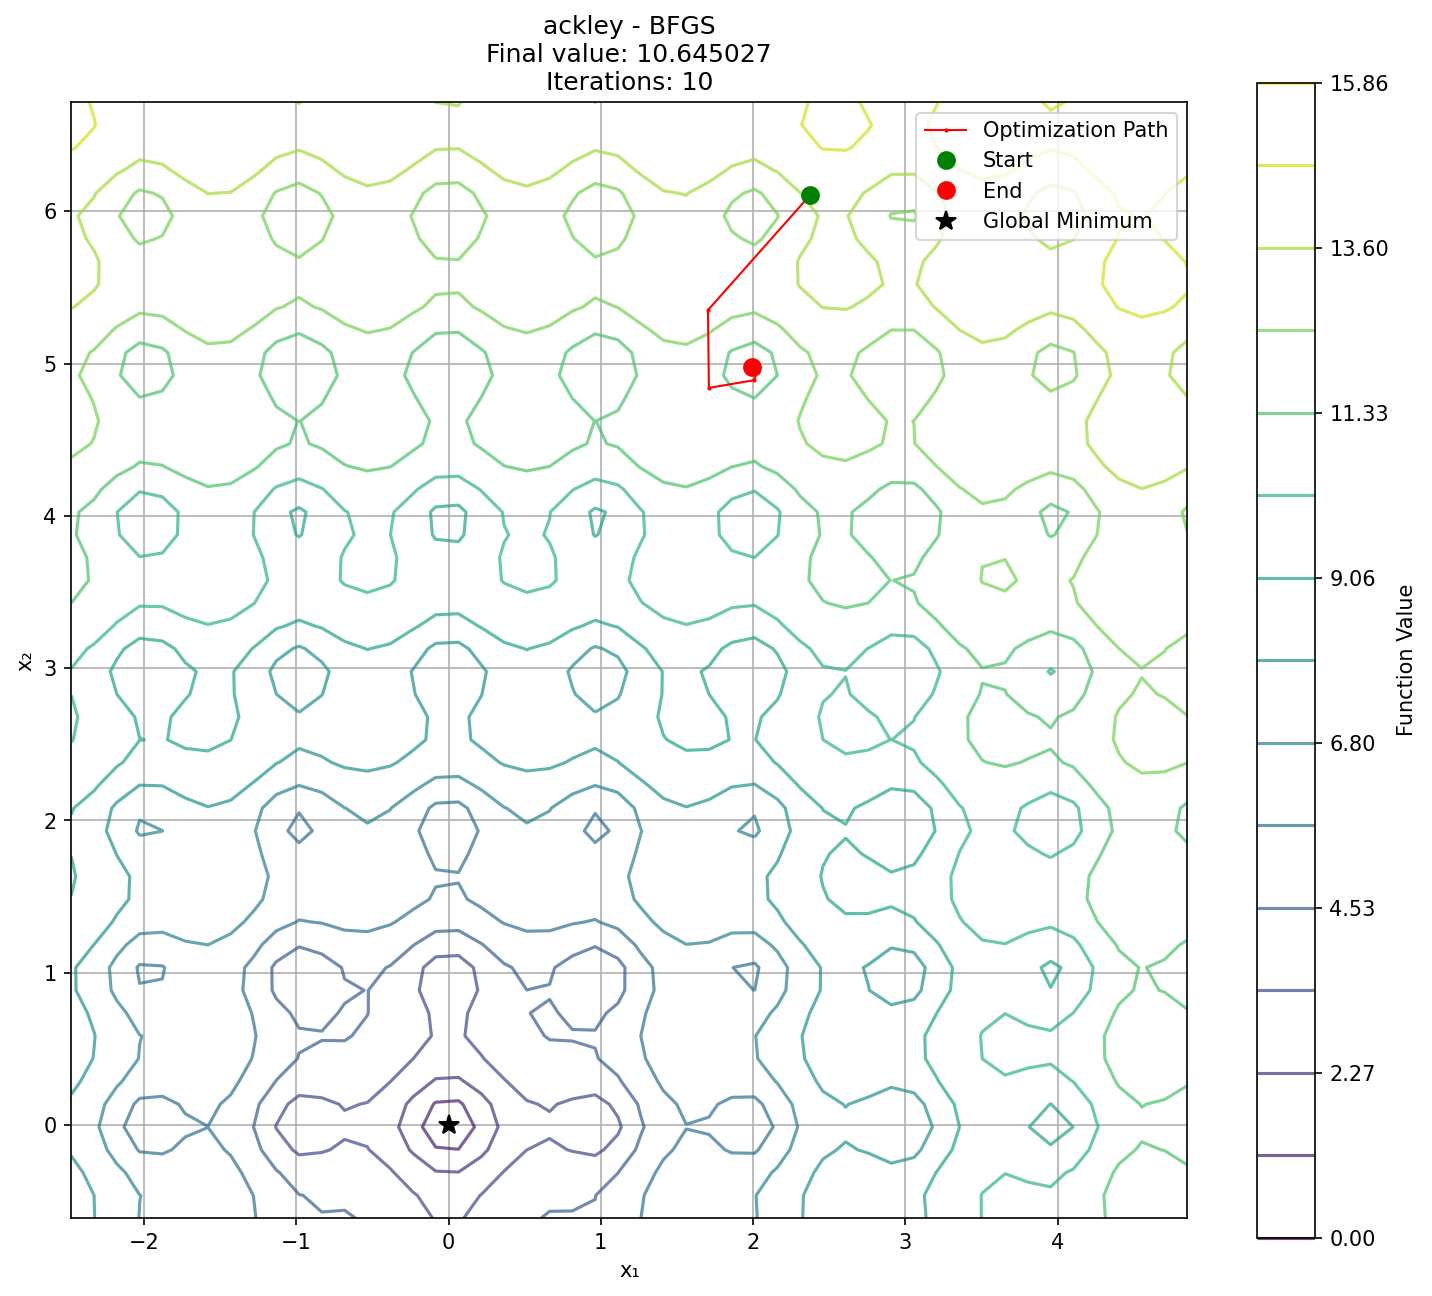 ackley - BFGS
Final value: 10.645027
Iterations: 10
Optimization Path
Start
End
Global Minimum
6
5
4
3
2
1
0
−2
−1
0
1
2
3
4
x₁
x₂
15.86
13.60
11.33
9.06
6.80
4.53
2.27
0.00
Function Value